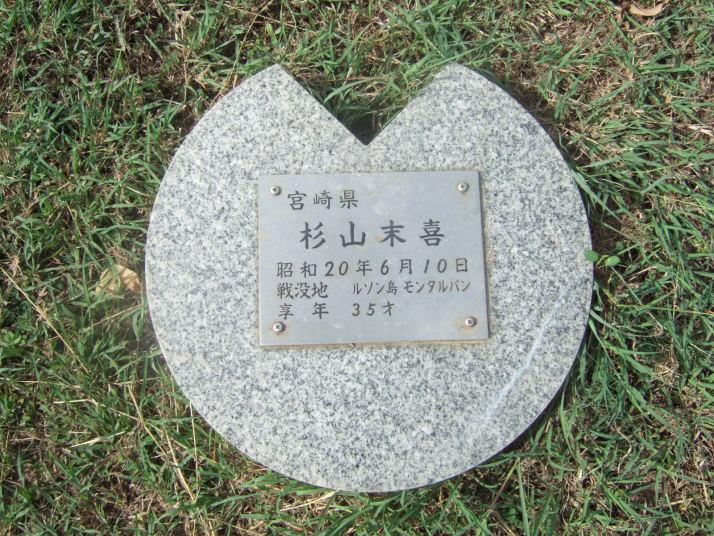 宮崎県
杉山末喜
昭和20年6月10日
戦没地 ルソン島 モンタルバン
享年 35才